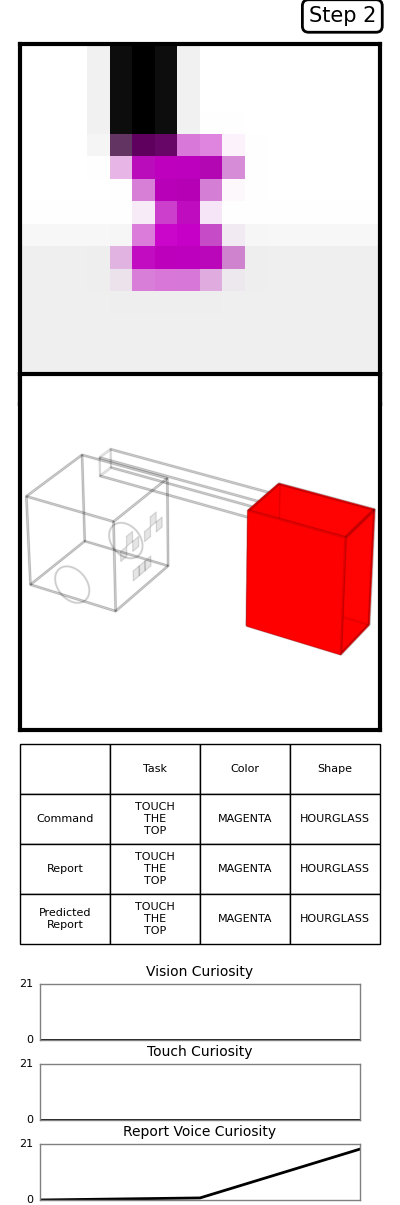 Step 2
Task Color Shape
Command TOUCH THE TOP MAGENTA HOURGLASS
Report TOUCH THE TOP MAGENTA HOURGLASS
Predicted Report TOUCH THE TOP MAGENTA HOURGLASS
Vision Curiosity
21
0
Touch Curiosity
21
0
Report Voice Curiosity
21
0